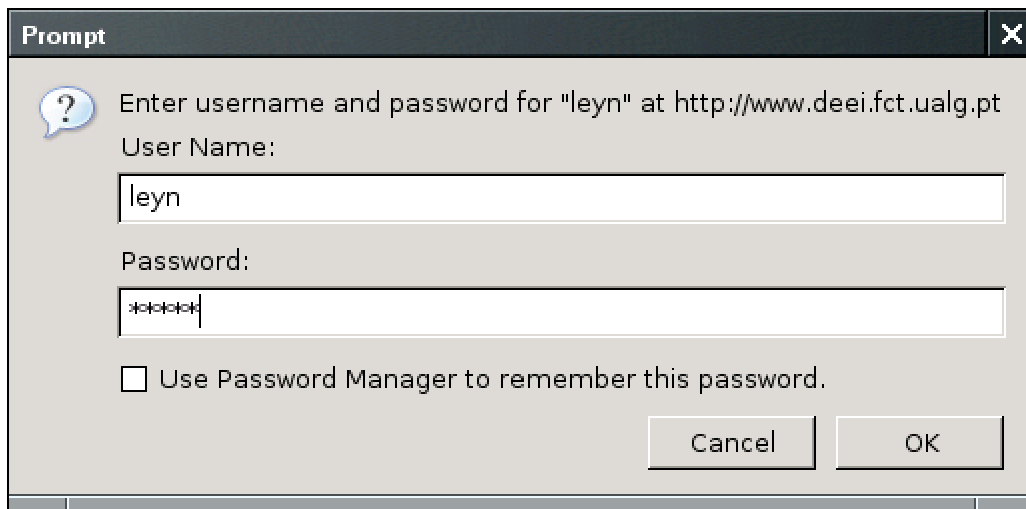 Prompt
Enter username and password for "leyn" at http://www.deei.fct.ualg.pt
User Name:
leyn
Password:
******
Use Password Manager to remember this password.
Cancel OK